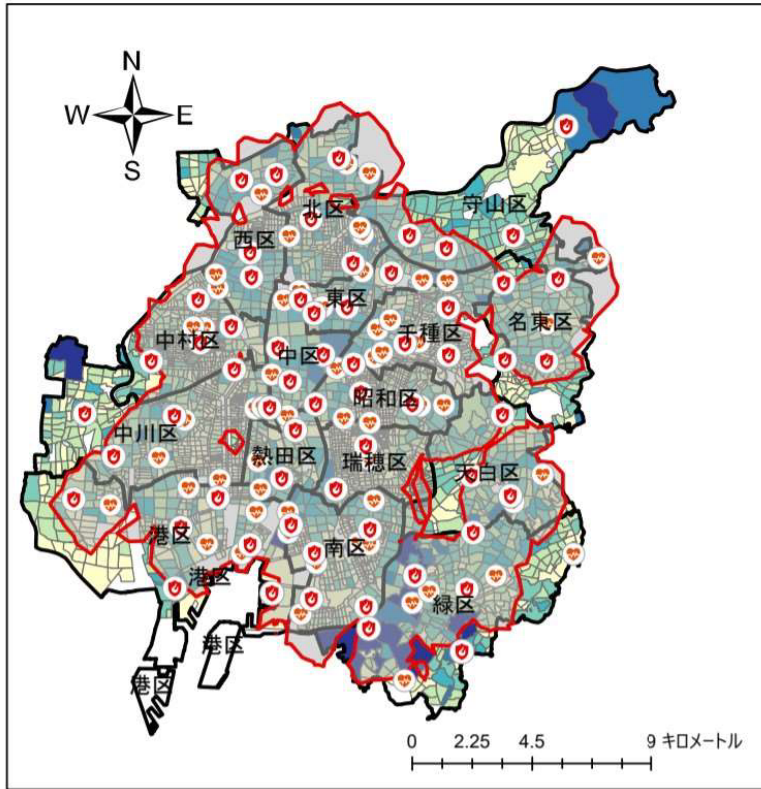 N
W E
S
守山区
北区
西区
東区
名東区
千種区
中村区
中区
昭和区
中川区
熱田区
瑞穂区
天白区
港区
南区
港区
緑区
港区
港区
0 2.25 4.5 9 キロメートル